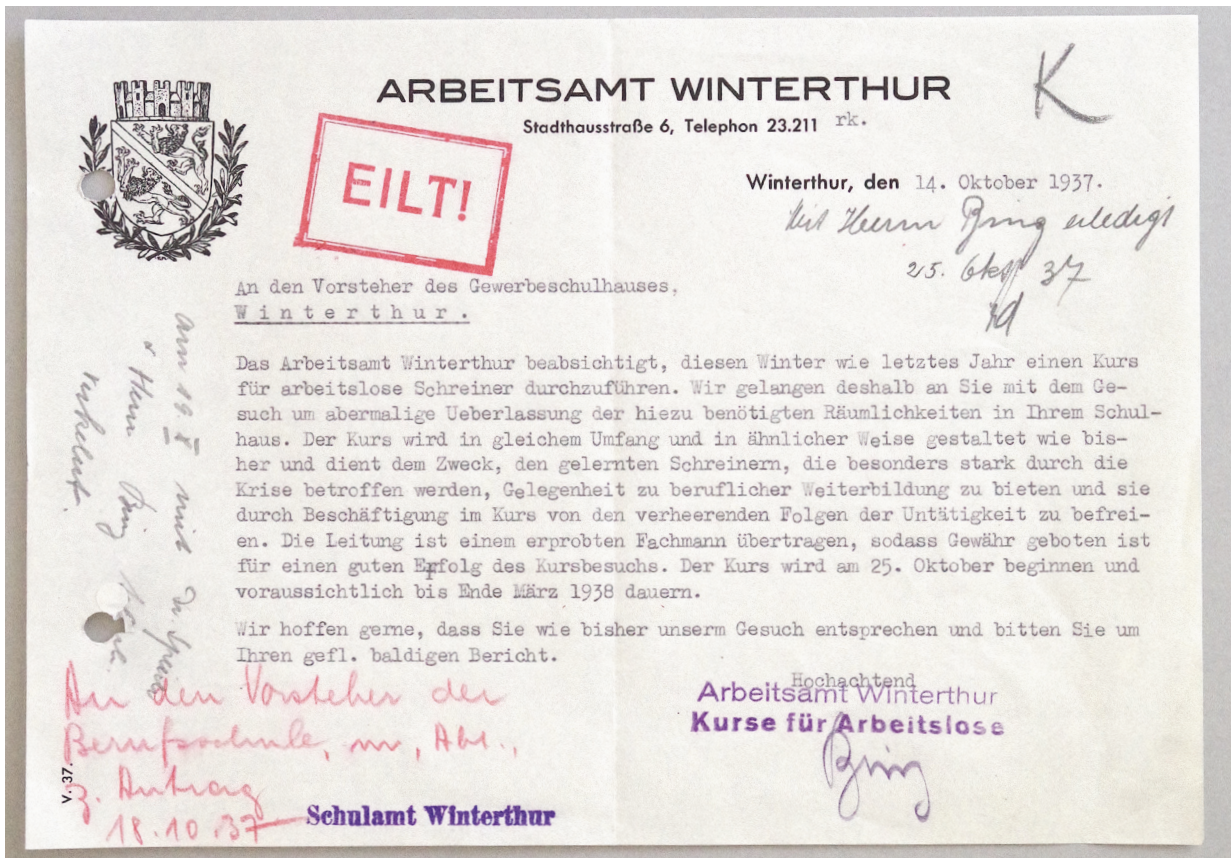 ARBEITSAMT WINTERTHUR
Stadthausstraße 6, Telephon 23.211 rk.
K
EILT!
Winterthur, den 14. Oktober 1937.
Mit Herrn Bing erledigt
25. Okt 37
An den Vorsteher des Gewerbeschulhauses,
Winterthur.
Das Arbeitsamt Winterthur beabsichtigt, diesen Winter wie letztes Jahr einen Kurs
für arbeitslose Schreiner durchzuführen. Wir gelangen deshalb an Sie mit dem Ge-
such um abermalige Ueberlassung der hiezu benötigten Räumlichkeiten in Ihrem Schul-
haus. Der Kurs wird in gleichem Umfang und in ähnlicher Weise gestaltet wie bis-
her und dient dem Zweck, den gelernten Schreinern, die besonders stark durch die
Krise betroffen werden, Gelegenheit zu beruflicher Weiterbildung zu bieten und sie
durch Beschäftigung im Kurs von den verheerenden Folgen der Untätigkeit zu befrei-
en. Die Leitung ist einem erprobten Fachmann übertragen, sodass Gewähr geboten ist
für einen guten Erfolg des Kursbesuchs. Der Kurs wird am 25. Oktober beginnen und
voraussichtlich bis Ende März 1938 dauern.
Wir hoffen gerne, dass Sie wie bisher unserm Gesuch entsprechen und bitten Sie um
Ihren gefl. baldigen Bericht.
Hochachtend
Arbeitsamt Winterthur
Kurse für Arbeitslose
Bing
am 19. X mit
Herrn Bing
An den Vorsteher der
Berufsschule, m, Abt.,
z. Antrag
18.10.37
Schulamt Winterthur
V. 37.